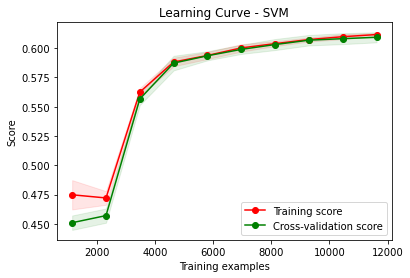 Learning Curve - SVM
Score
0.600
0.575
0.550
0.525
0.500
0.475
0.450
Training score
Cross-validation score
2000 4000 6000 8000 10000 12000
Training examples